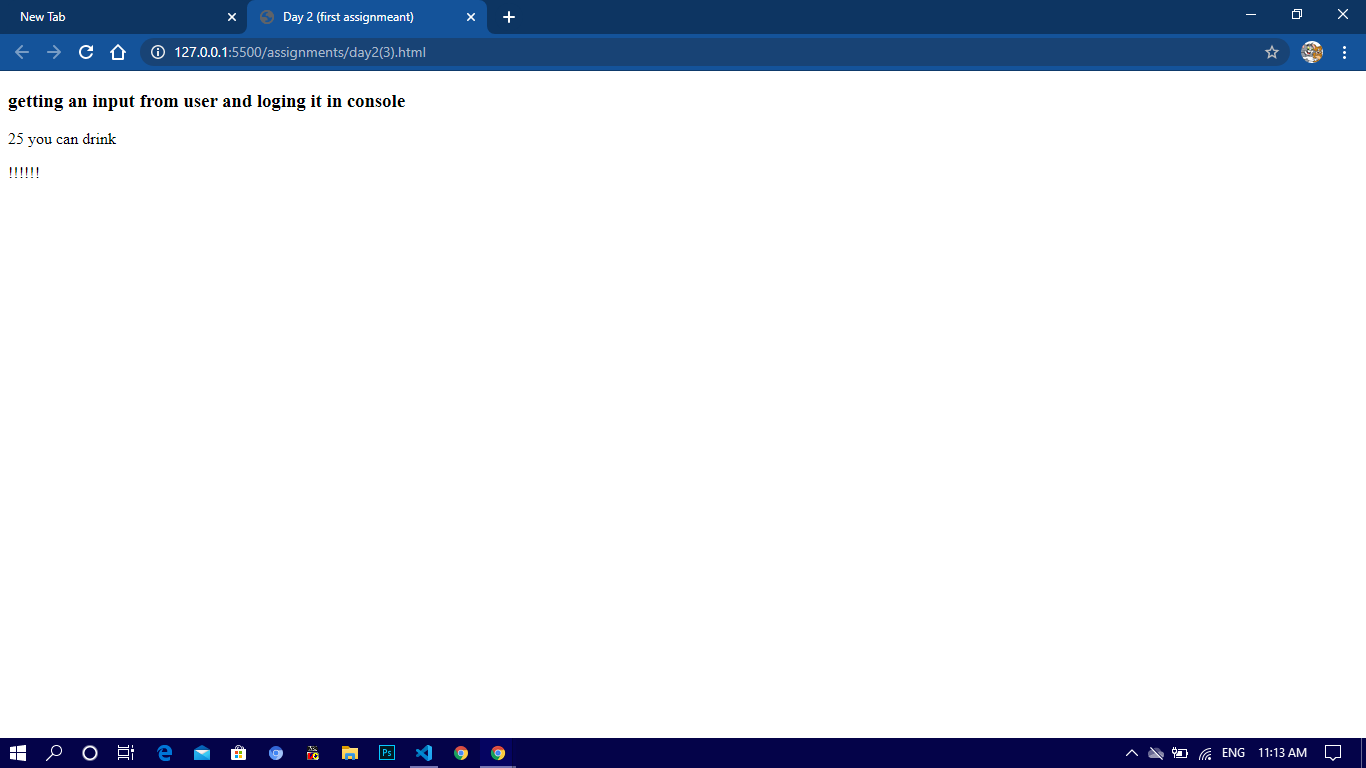 New Tab
Day 2 (first assignmeant)
127.0.0.1:5500/assignments/day2(3).html
getting an input from user and loging it in console
25 you can drink
!!!!!!
Ps
ENG
11:13 AM